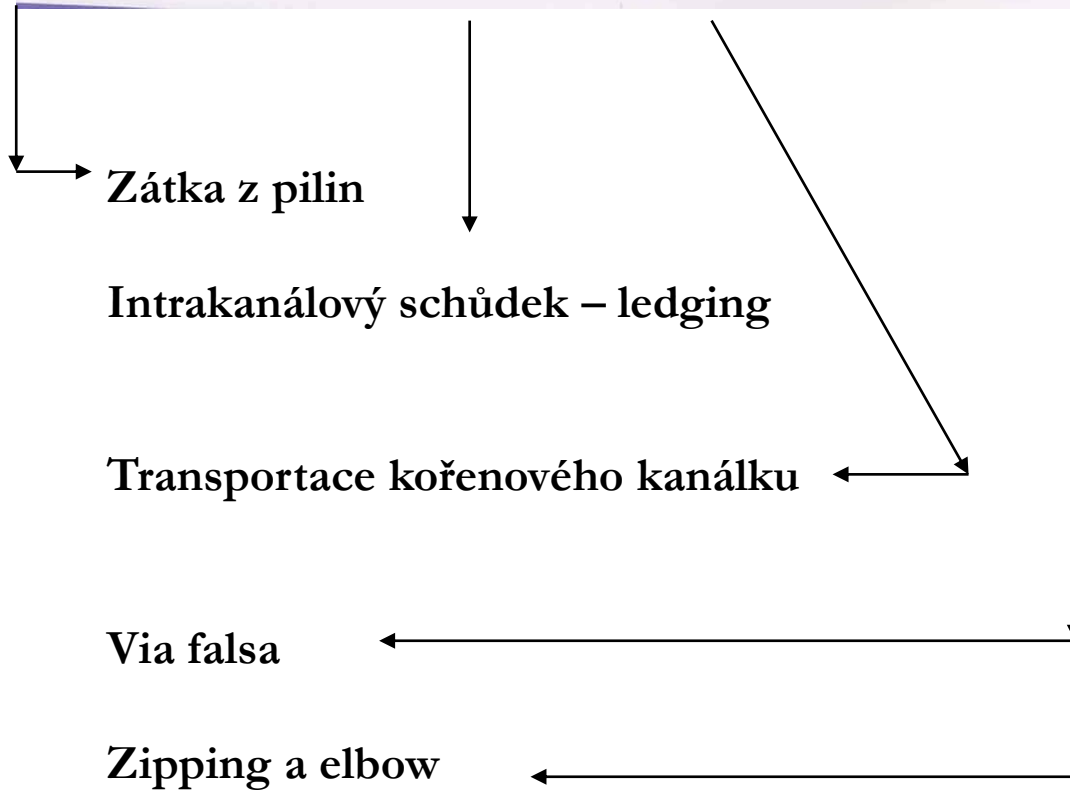 Zátka z pilin
Intrakanálový schůdek – ledging
Transportace kořenového kanálku
Via falsa
Zipping a elbow